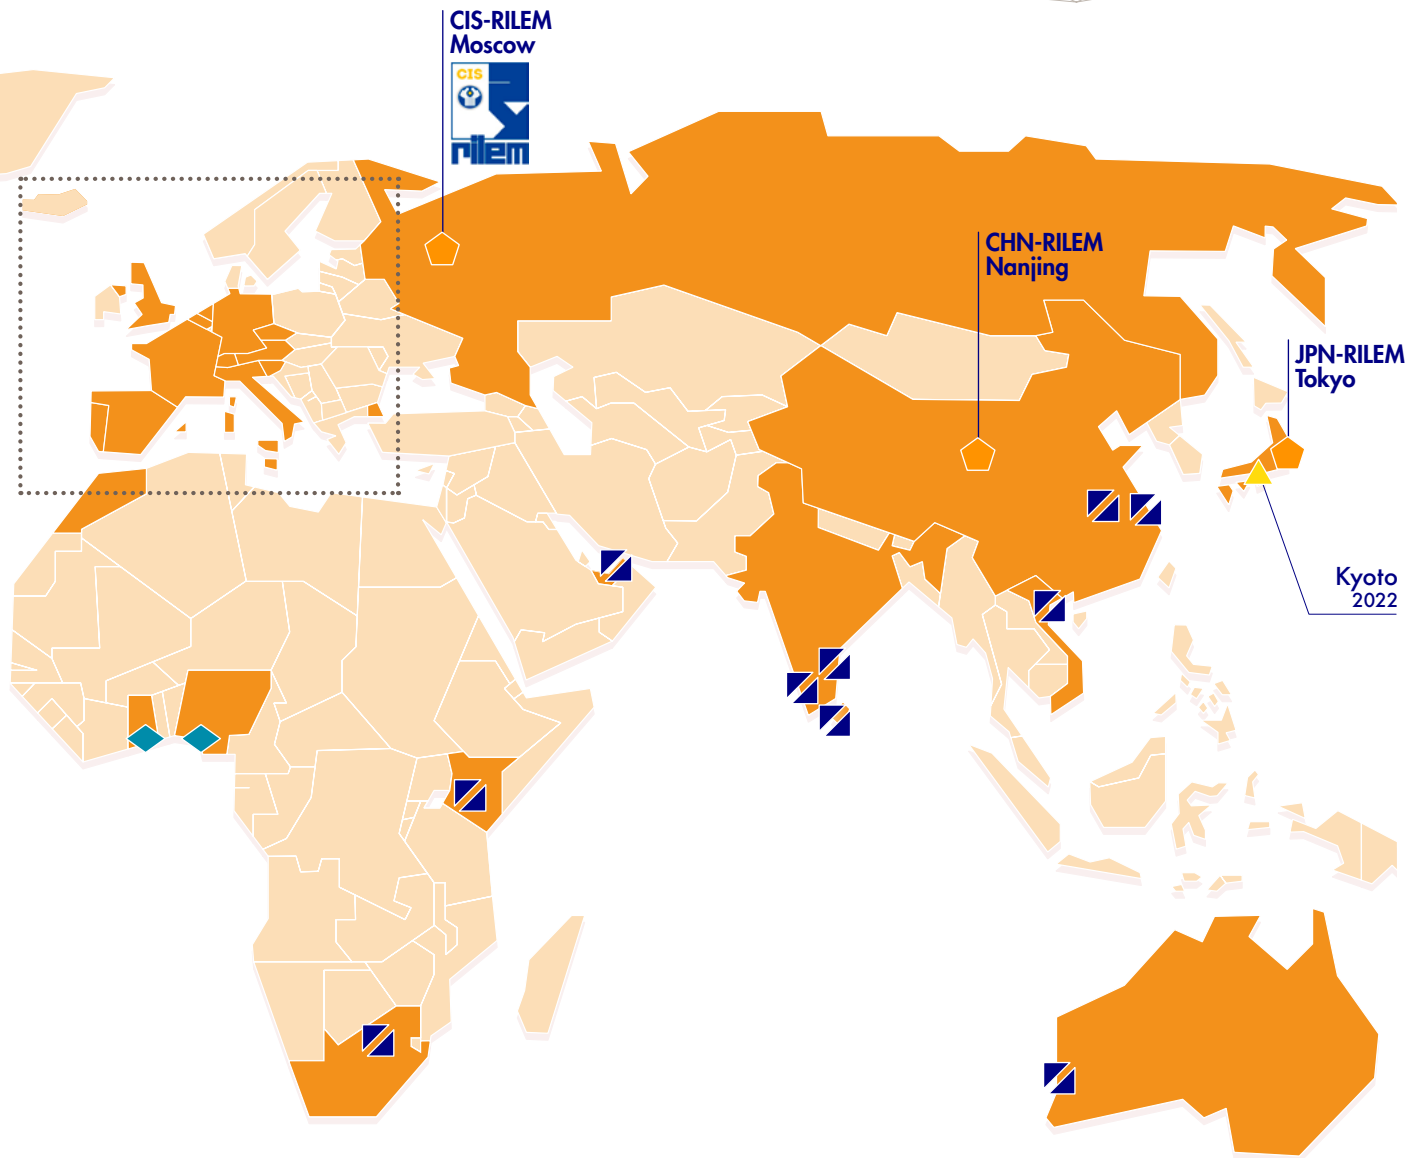 CIS-RILEM
Moscow
CIS
rilem
CHN-RILEM
Nanjing
JPN-RILEM
Tokyo
Kyoto
2022